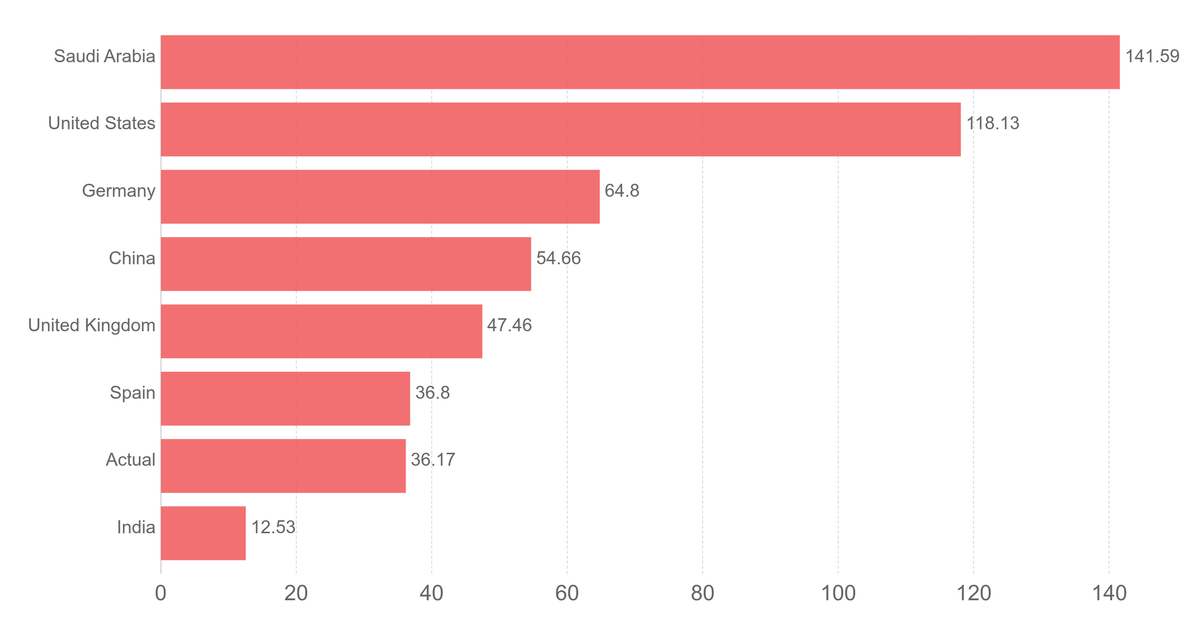 Saudi Arabia 141.59
United States 118.13
Germany 64.8
China 54.66
United Kingdom 47.46
Spain 36.8
Actual 36.17
India 12.53
0 20 40 60 80 100 120 140